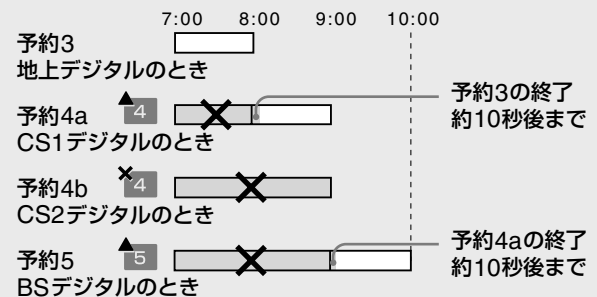 7:00 8:00 9:00 10:00
予約3
地上デジタルのとき
予約3の終了
約10秒後まで
予約4a
4
CS1デジタルのとき
予約4b
4
CS2デジタルのとき
予約4aの終了
約10秒後まで
予約5
5
BSデジタルのとき